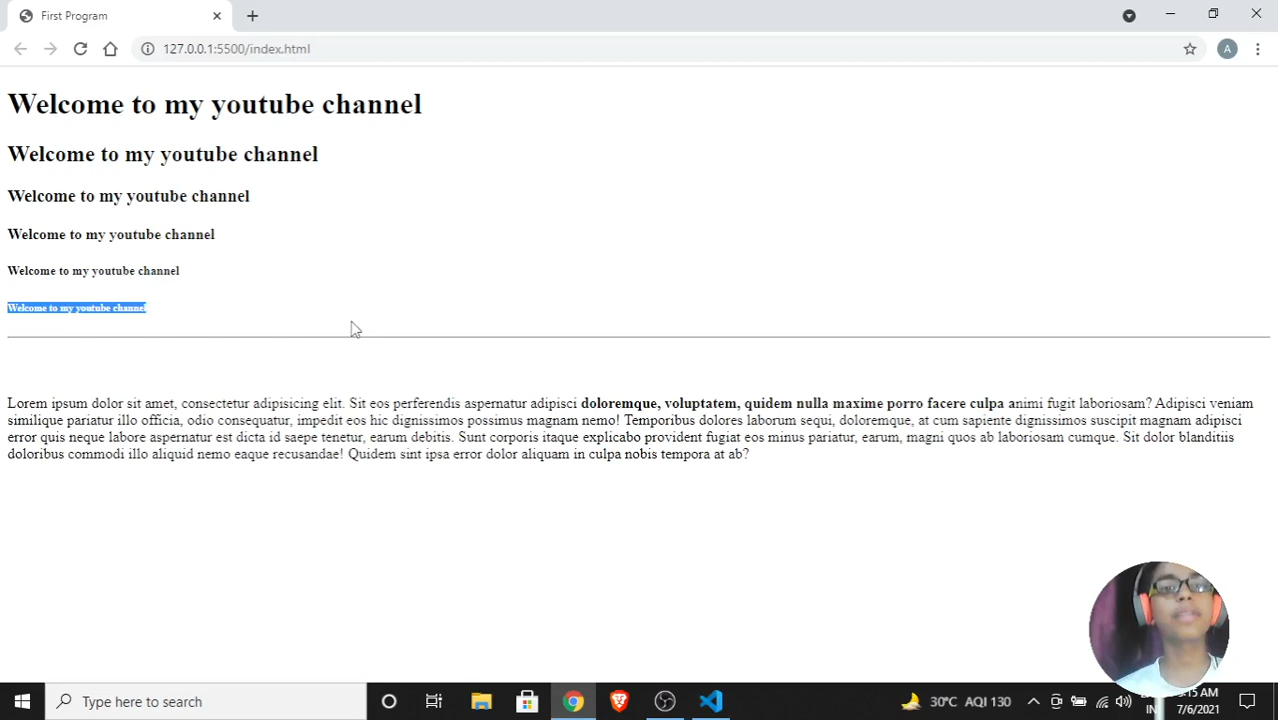 First Program
127.0.0.1:5500/index.html
A
Welcome to my youtube channel
Welcome to my youtube channel
Welcome to my youtube channel
Welcome to my youtube channel
Welcome to my youtube channel
Welcome to my youtube channel
Lorem ipsum dolor sit amet, consectetur adipisicing elit. Sit eos perferendis aspernatur adipisci doloremque, voluptatem, quidem nulla maxime porro facere culpa animi fugit laboriosam? Adipisci veniam
similique pariatur illo officia, odio consequatur, impedit eos hic dignissimos possimus magnam nemo! Temporibus dolores laborum sequi, doloremque, at cum sapiente dignissimos suscipit magnam adipisci
error quis neque labore aspernatur est dicta id saepe tenetur, earum debitis. Sunt corporis itaque explicabo provident fugiat eos minus pariatur, earum, magni quos ab laboriosam cumque. Sit dolor blanditiis
doloribus commodi illo aliquid nemo eaque recusandae! Quidem sint ipsa error dolor aliquam in culpa nobis tempora at ab?
Type here to search
30°C AQI 130
:15 AM
IN
7/6/2021